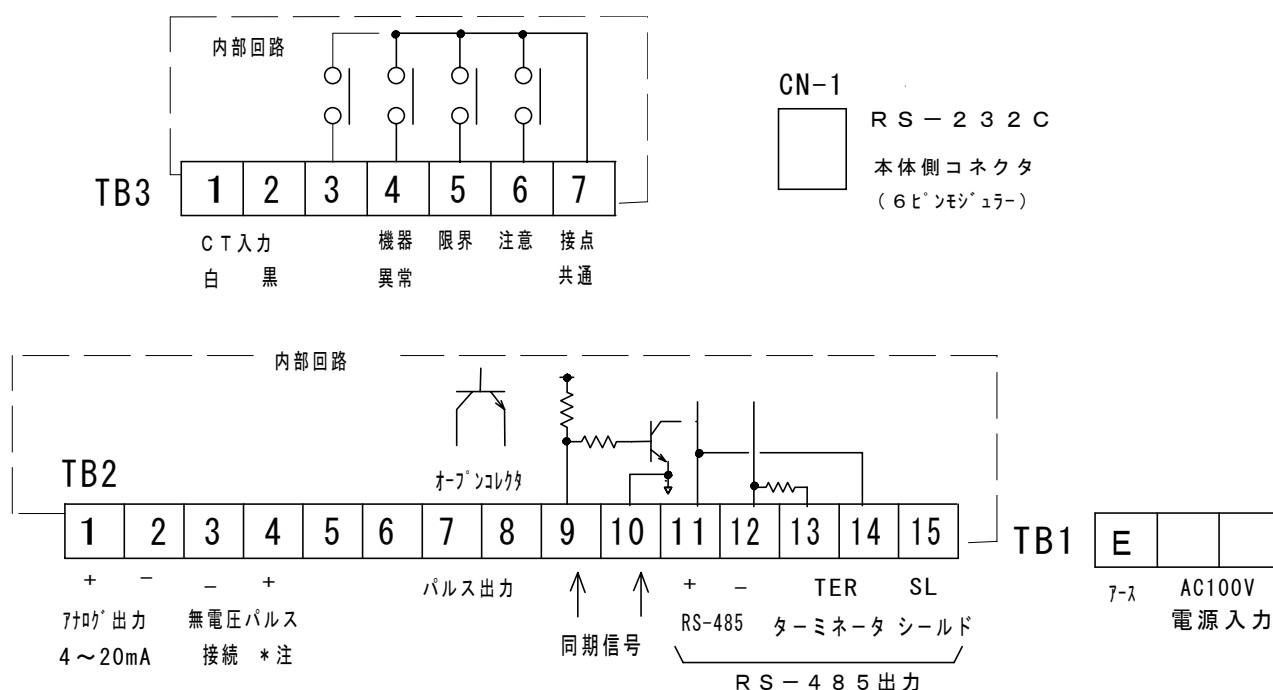 内部回路
CN-1
RS-232C
本体側コネクタ
(6ピンモジュラー)
TB3
1 2 3 4 5 6 7
CT入力 機器 限界 注意 接点
白 黒 異常 共通
内部回路
オープンコレクタ
TB2
1 2 3 4 5 6 7 8 9 10 11 12 13 14 15
+ − − + パルス出力 + − TER SL
アナログ出力 無電圧パルス 同期信号 RS-485 ターミネータ シールド
4~20mA 接続 *注
RS-485出力
TB1
E
アース AC100V
電源入力